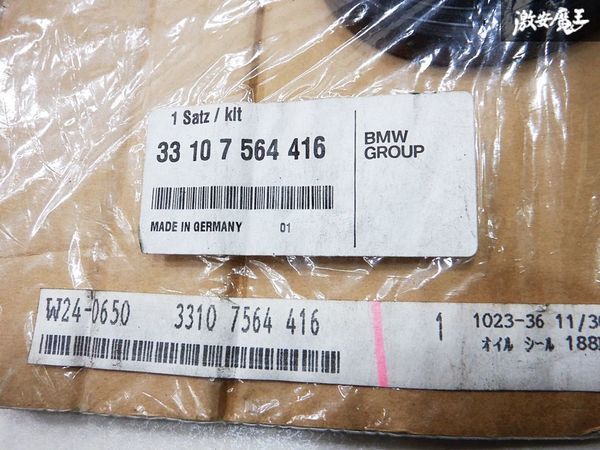 激安魔王
1 Satz / kit
33 10 7 564 416
BMW
GROUP
MADE IN GERMANY 01
W24-0650 3310 7564 416 1
1023-36 11/30
オイル シール 188